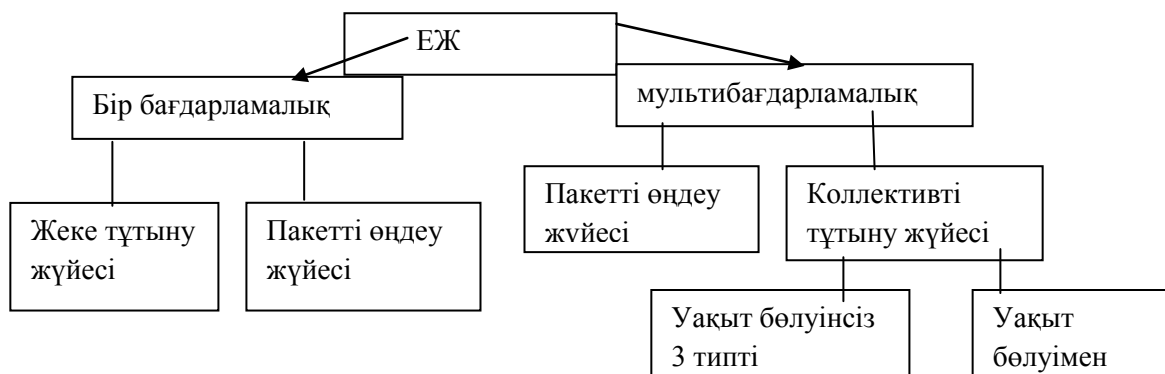 ЕЖ
Бір бағдарламалық
мультибағдарламалық
Жеке тұтыну
жүйесі
Пакетті өңдеу
жүйесі
Пакетті өңдеу
жүйесі
Коллективті
тұтыну жүйесі
Уақыт бөлуінсіз
3 типті
Уақыт
бөлуімен